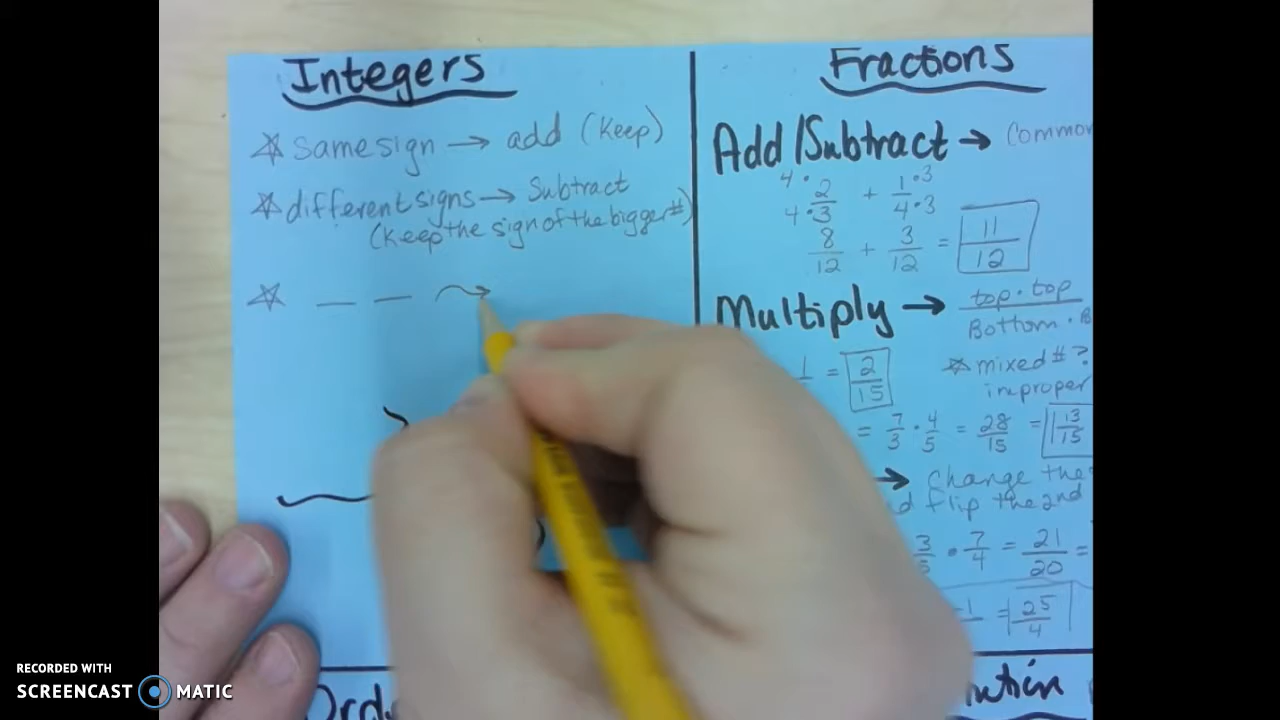 Integers
☆ same sign → add (Keep)
☆ different signs → Subtract
(Keep the sign of the bigger #)
☆ — — →
Fractions
Add/Subtract → Common
4 · 2/3 · 4 + 1/4 · 3 · 3
8/12 + 3/12 = 11/12
Multiply → top · top / Bottom · B
1 = 2/15
☆ mixed #?
improper
= 7/3 · 4/5 = 28/15 = 1 13/15
→ Change the
flip the 2nd
3/5 · 7/4 = 21/20 =
= 25/4
RECORDED WITH
SCREENCAST MATIC